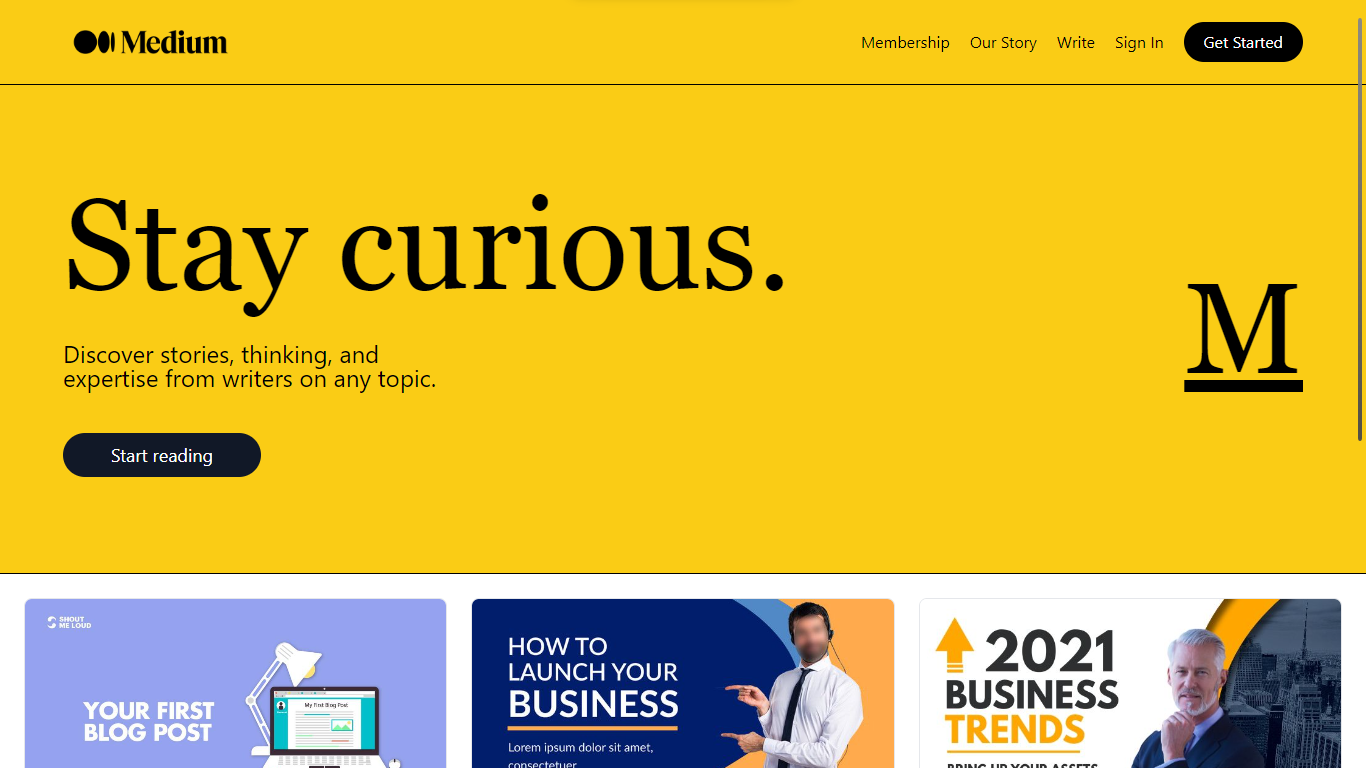 Medium
Membership
Our Story
Write
Sign In
Get Started
Stay curious.
Discover stories, thinking, and
expertise from writers on any topic.
M
Start reading
SHOUT
ME LOUD
YOUR FIRST
BLOG POST
My First Blog Post
HOW TO
LAUNCH YOUR
BUSINESS
Lorem ipsum dolor sit amet,
consectetuer
2021
BUSINESS
TRENDS
BRING UP YOUR ASSETS